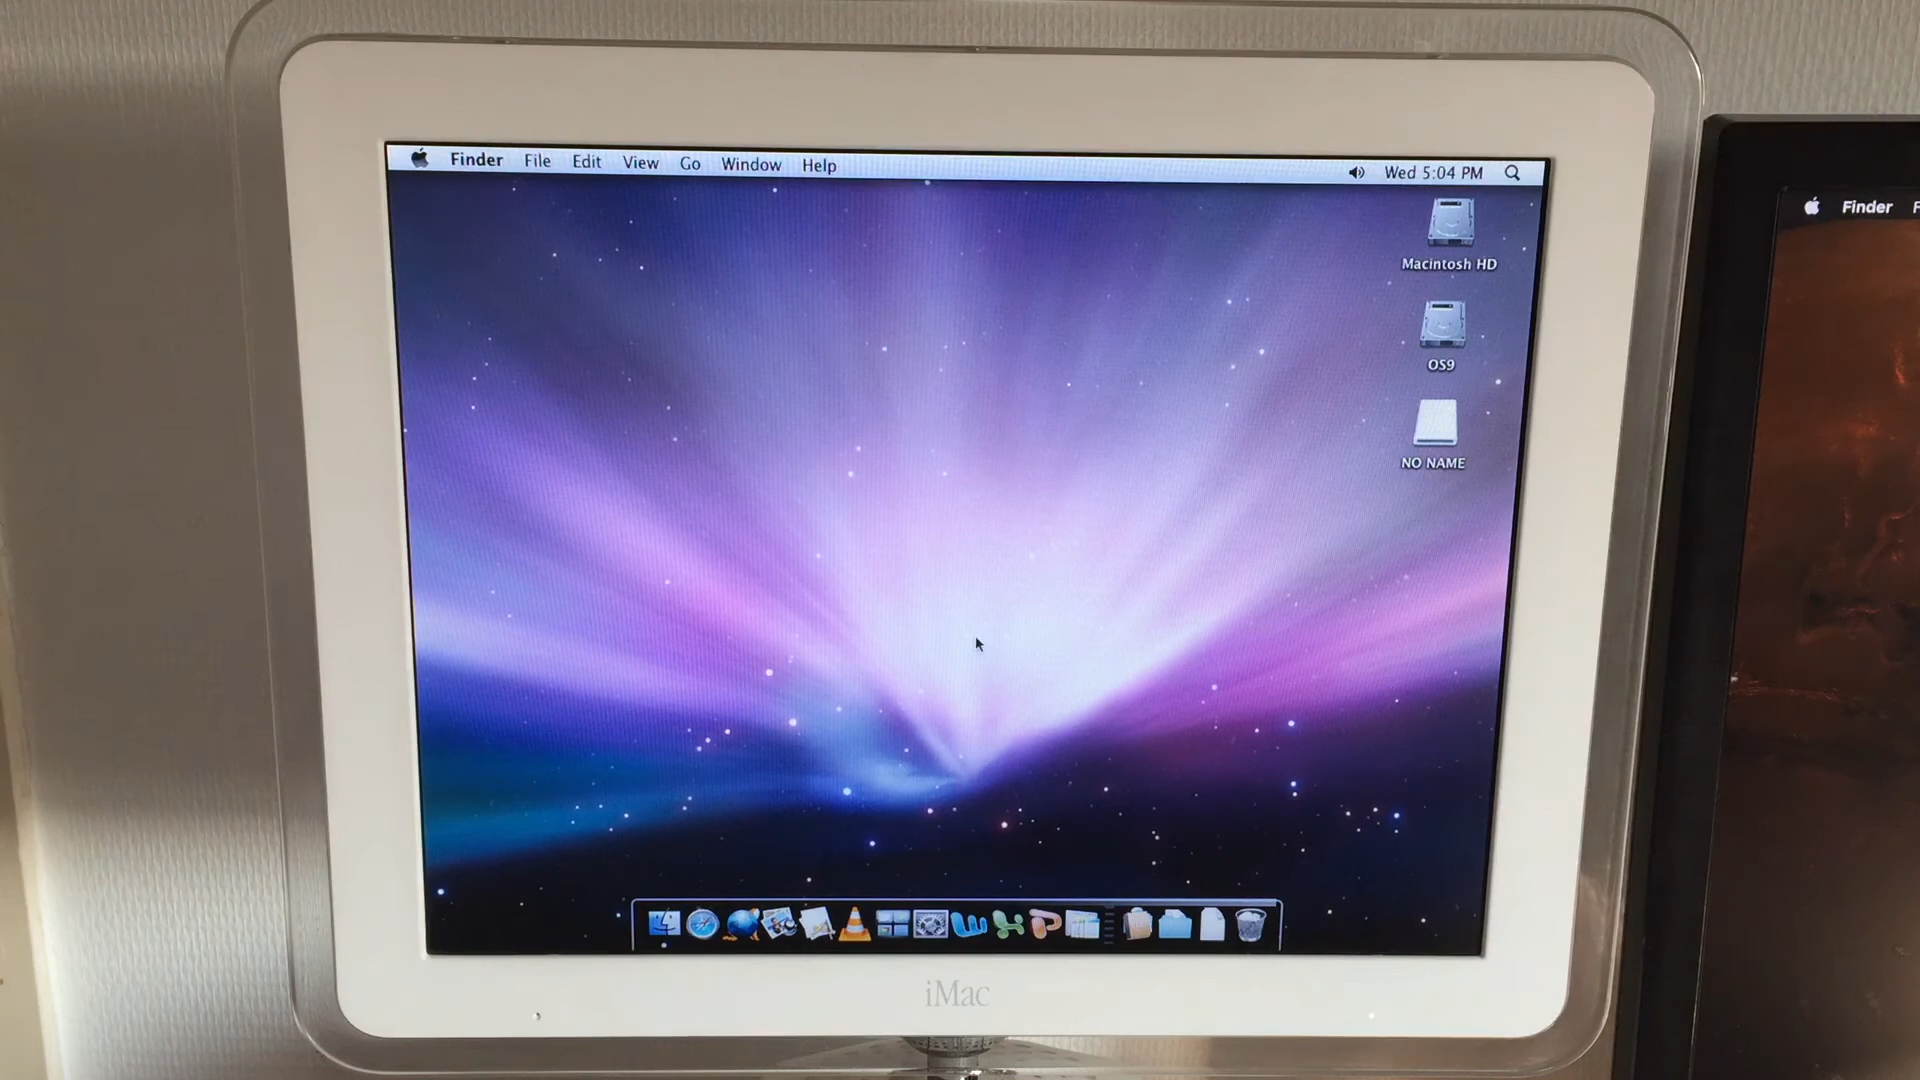 Finder File Edit View Go Window Help Wed 5:04 PM
Macintosh HD
OS9
NO NAME
iMac
Finder F